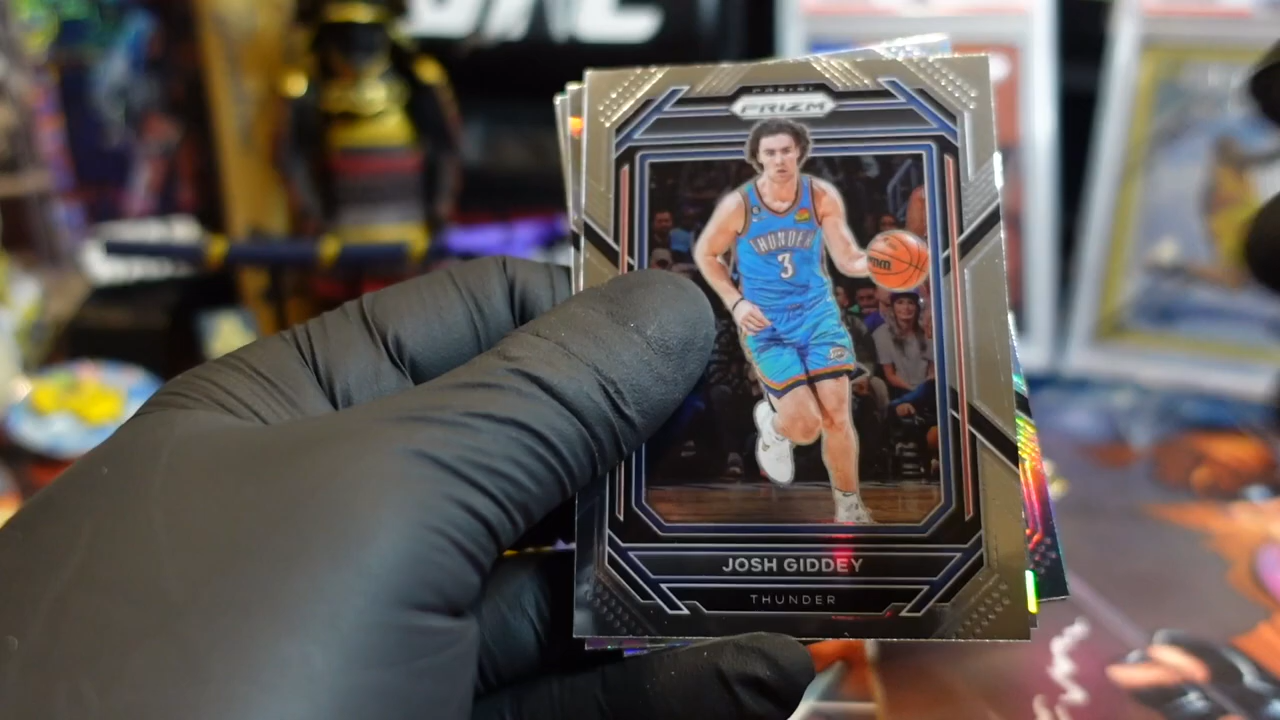 PANINI
PRIZM
THUNDER
3
JOSH GIDDEY
THUNDER